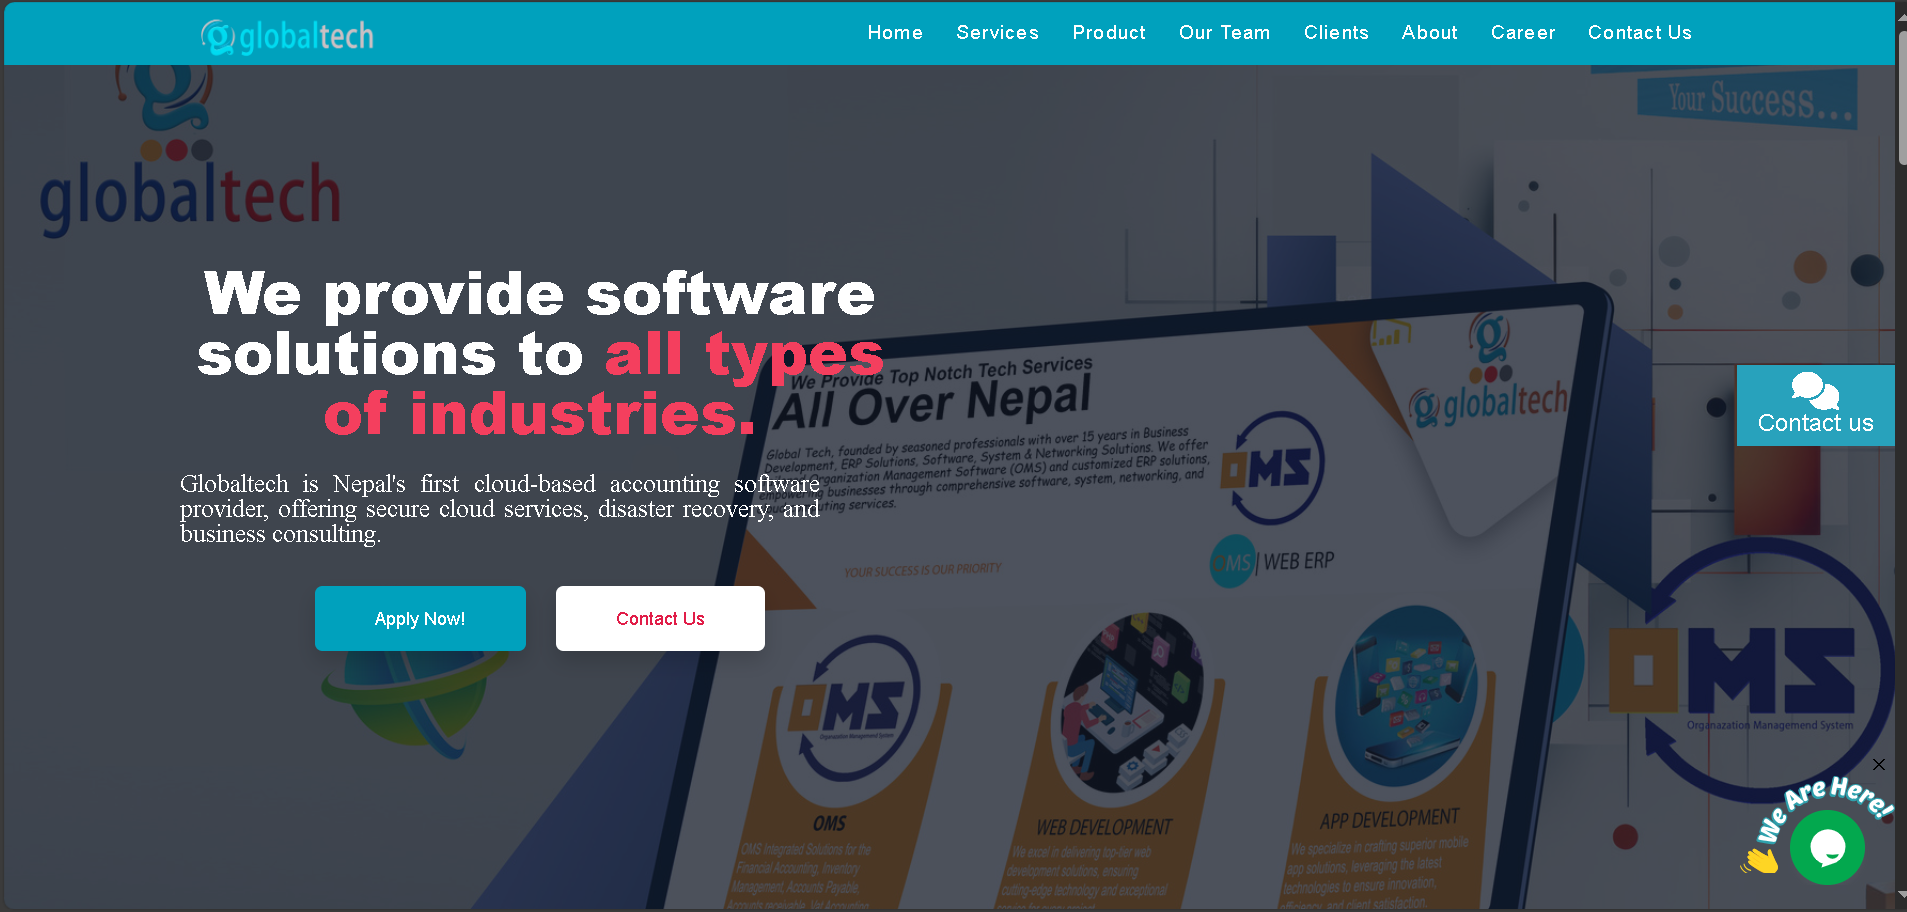 globaltech
Home Services Product Our Team Clients About Career Contact Us
Your Success...
globaltech
We provide software
solutions to all types
of industries.
Globaltech is Nepal's first cloud-based accounting software
provider, offering secure cloud services, disaster recovery, and
business consulting.
Apply Now!
Contact Us
We Provide Top Notch Tech Services
All Over Nepal
Global Tech, founded by seasoned professionals with over 15 years in Business
Development, ERP Solutions, Software, System & Networking Solutions. We offer
Organization Management Software (OMS) and customized ERP solutions,
empowering businesses through comprehensive software, system, networking, and
services.
globaltech
OMS
OMS | WEB ERP
YOUR SUCCESS IS OUR PRIORITY
Contact us
OMS
Organazation Managemend System
OMS
Organazation Managemend System
OMS
OMS Integrated Solutions for the
Financial Accounting, Inventory
Management, Accounts Payable,
Accounts receivable, Vat Accounting
WEB DEVELOPMENT
We excel in delivering top-tier web
development solutions, ensuring
cutting-edge technology and exceptional
APP DEVELOPMENT
We specialize in crafting superior mobile
app solutions, leveraging the latest
technologies to ensure innovation,
efficiency, and client satisfaction.
We Are Here!